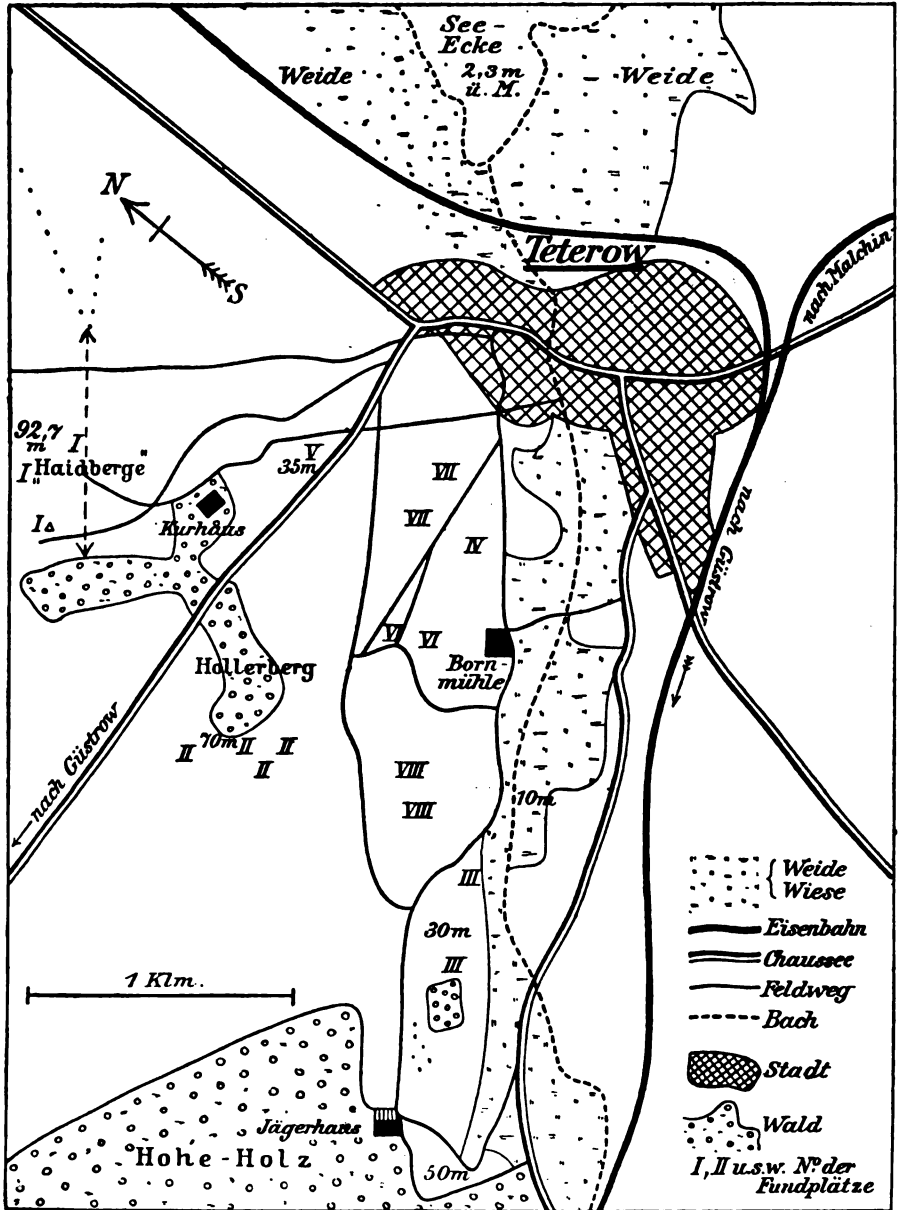 See-
Ecke
2,3 m
ü. M.
Weide
Weide
N
S
Teterow
nach Malchin
92,7
m
I
I
"Haidberge"
I
V
35m
Kurhaus
VII
VII
IV
nach Güstrow
VI
VI
Born-
mühle
Hollerberg
II
70m
II
II
II
nach Güstrow
VIII
VIII
10m
III
30m
III
1 Klm.
Jägerhaus
Hohe-Holz
50m
Weide
Wiese
Eisenbahn
Chaussee
Feldweg
Bach
Stadt
Wald
I, II u.s.w. No. der
Fundplätze